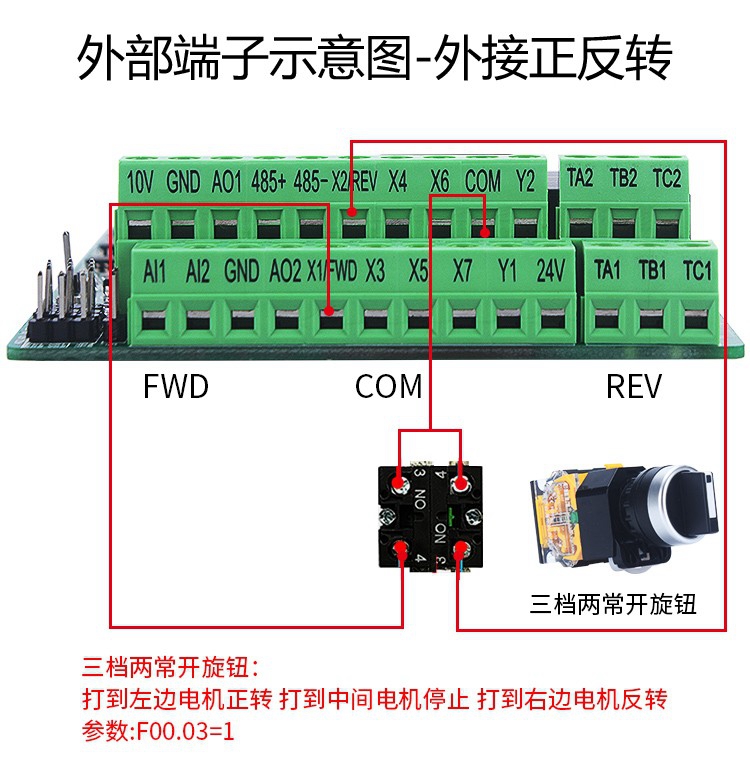 外部端子示意图-外接正反转
10V GND AO1 485+ 485- X2/REV X4 X6 COM Y2 TA2 TB2 TC2
AI1 AI2 GND AO2 X1/FWD X3 X5 X7 Y1 24V TA1 TB1 TC1
FWD COM REV
3 NO 4
4 NO 3
三档两常开旋钮
三档两常开旋钮：
打到左边电机正转 打到中间电机停止 打到右边电机反转
参数:F00.03=1